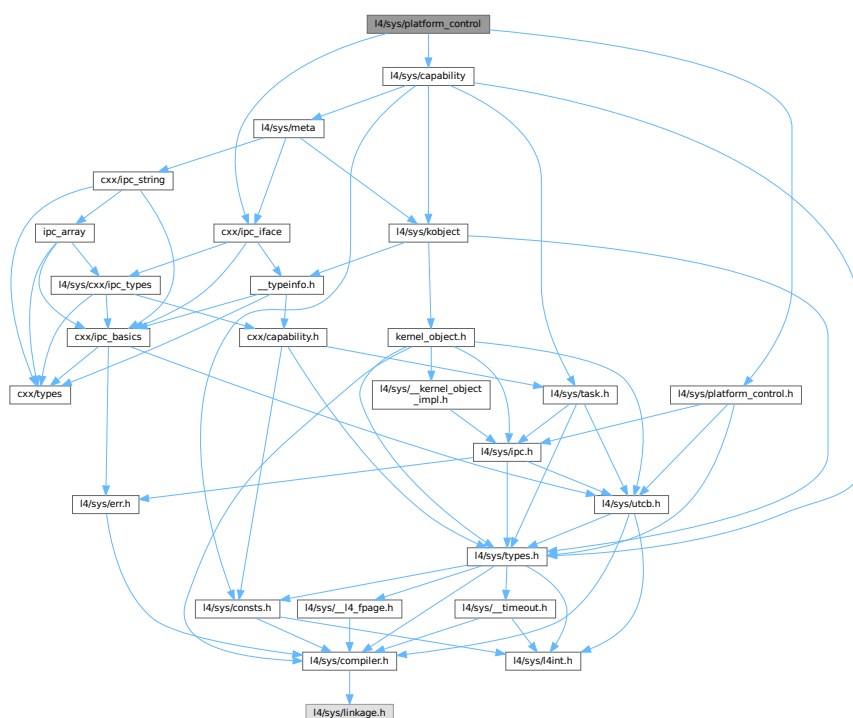 l4/sys/platform_control
l4/sys/capability
l4/sys/meta
cxx/ipc_string
ipc_array
cxx/ipc_iface
l4/sys/kobject
l4/sys/cxx/ipc_types
__typeinfo.h
cxx/ipc_basics
cxx/capability.h
kernel_object.h
cxx/types
l4/sys/__kernel_object
_impl.h
l4/sys/task.h
l4/sys/platform_control.h
l4/sys/ipc.h
l4/sys/err.h
l4/sys/utcb.h
l4/sys/types.h
l4/sys/consts.h
l4/sys/__l4_fpage.h
l4/sys/__timeout.h
l4/sys/compiler.h
l4/sys/l4int.h
l4/sys/linkage.h